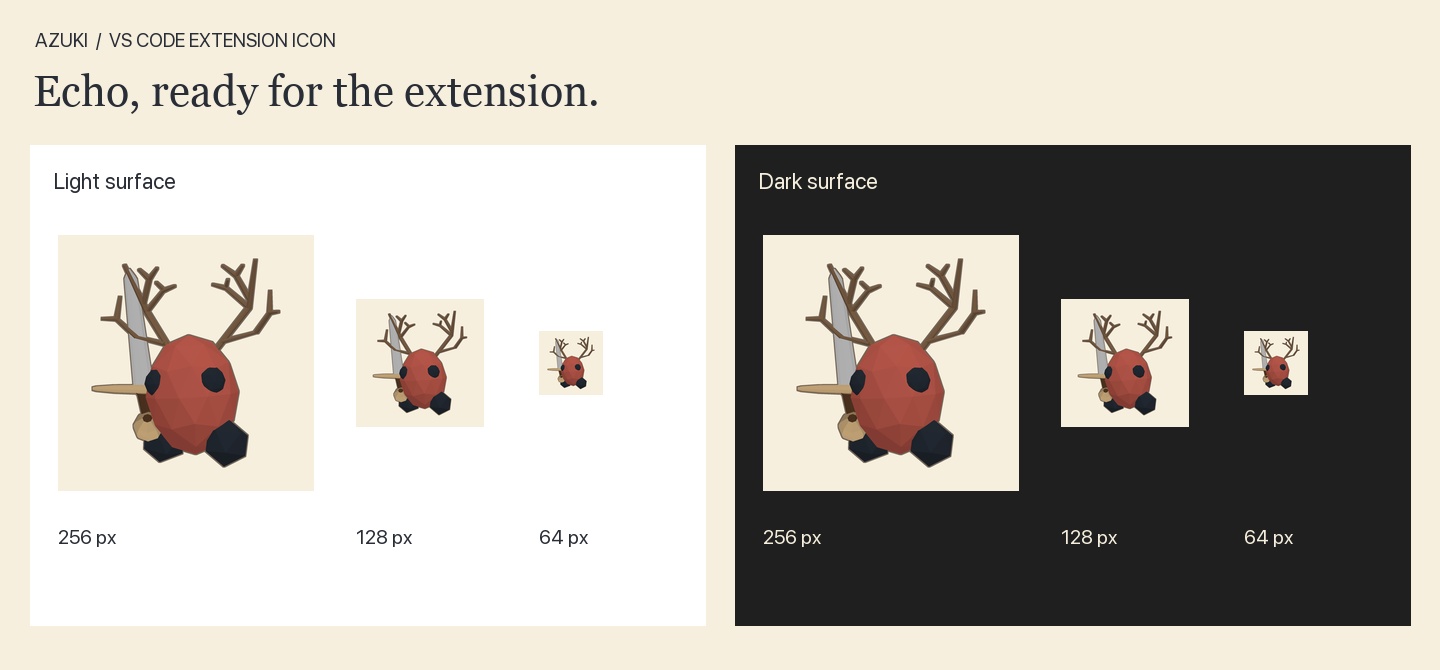 AZUKI / VS CODE EXTENSION ICON
Echo, ready for the extension.
Light surface
256 px
128 px
64 px
Dark surface
256 px
128 px
64 px